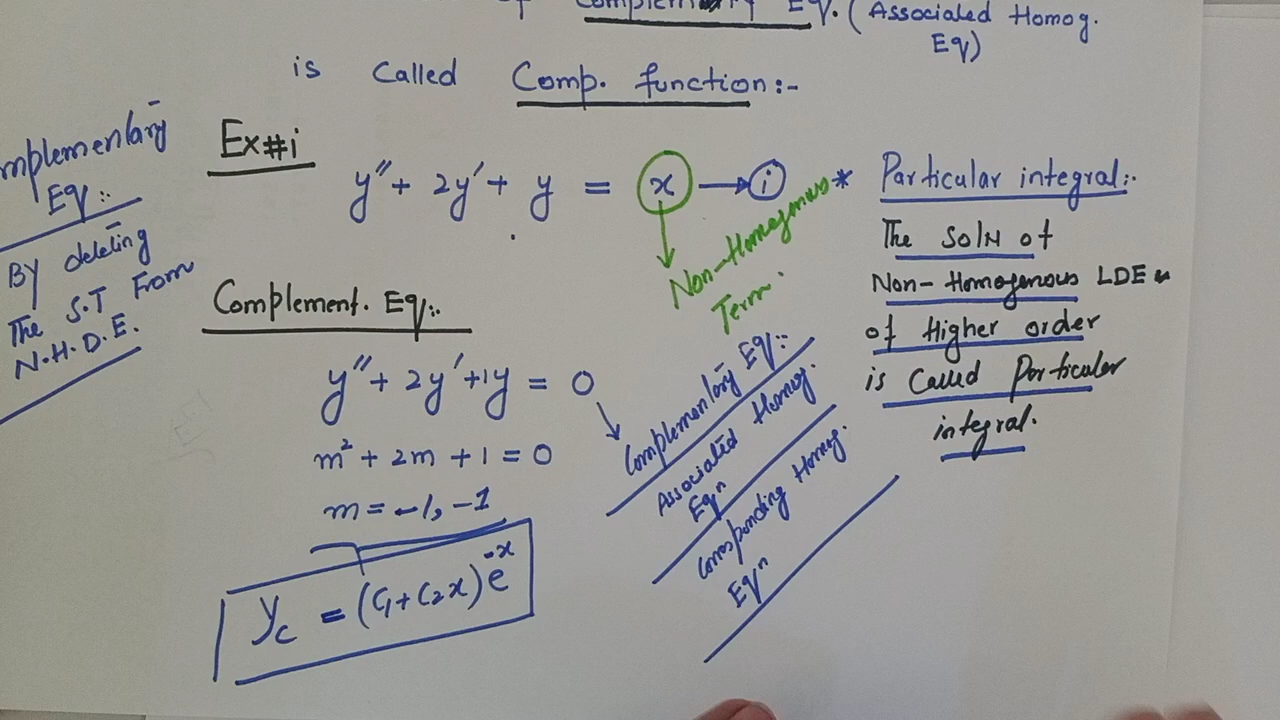 Eq. (Associated Homog.
Eq)
is Called Comp. function:-
Ex#i
y″ + 2y′ + y = x → i
Non-Homogenous
Term.
Complement. Eq:.
y″ + 2y′ + 1y = 0
m² + 2m + 1 = 0
m = -1, -1
y_c = (C₁+C₂x) e^-x
mplementary
Eq:.
By deleting
The S.T From
N.H.D.E.
Complementary Eq:.
Associated Homog.
Eqⁿ
Corresponding Homog.
Eqⁿ
* Particular integral:.
The SolN of
Non-Homogenous LDE
of Higher order
is Called Particular
integral.